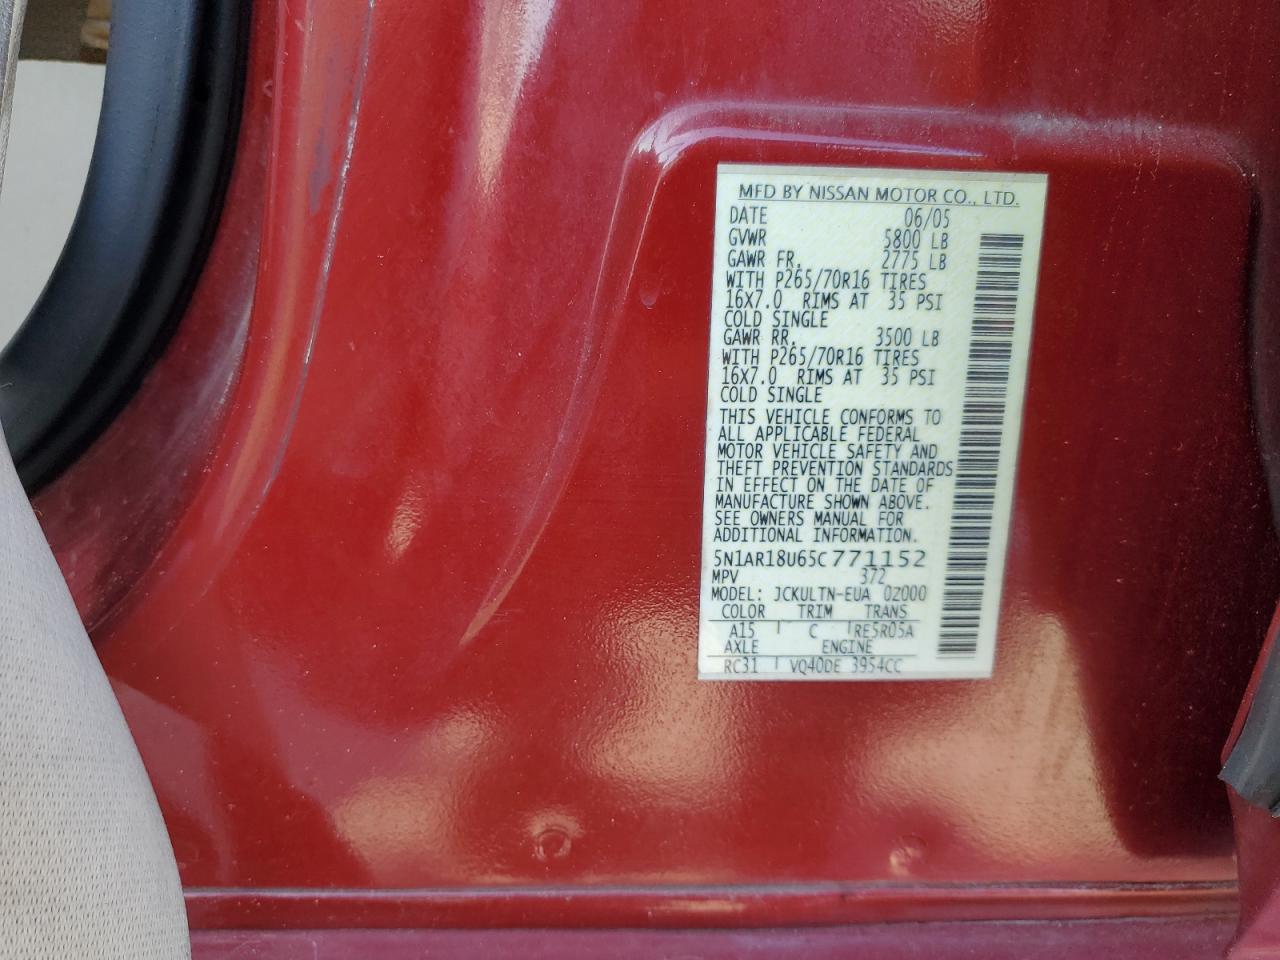 MFD BY NISSAN MOTOR CO., LTD.
DATE 06/05
GVWR 5800 LB
GAWR FR. 2775 LB
WITH P265/70R16 TIRES
16X7.0 RIMS AT 35 PSI
COLD SINGLE
GAWR RR. 3500 LB
WITH P265/70R16 TIRES
16X7.0 RIMS AT 35 PSI
COLD SINGLE
THIS VEHICLE CONFORMS TO
ALL APPLICABLE FEDERAL
MOTOR VEHICLE SAFETY AND
THEFT PREVENTION STANDARDS
IN EFFECT ON THE DATE OF
MANUFACTURE SHOWN ABOVE.
SEE OWNERS MANUAL FOR
ADDITIONAL INFORMATION.
5N1AR18U65C771152
MPV 372
MODEL: JCKULTN-EUA 02000
COLOR TRIM TRANS
A15 C RE5R05A
AXLE ENGINE
RC31 VQ40DE 3954CC